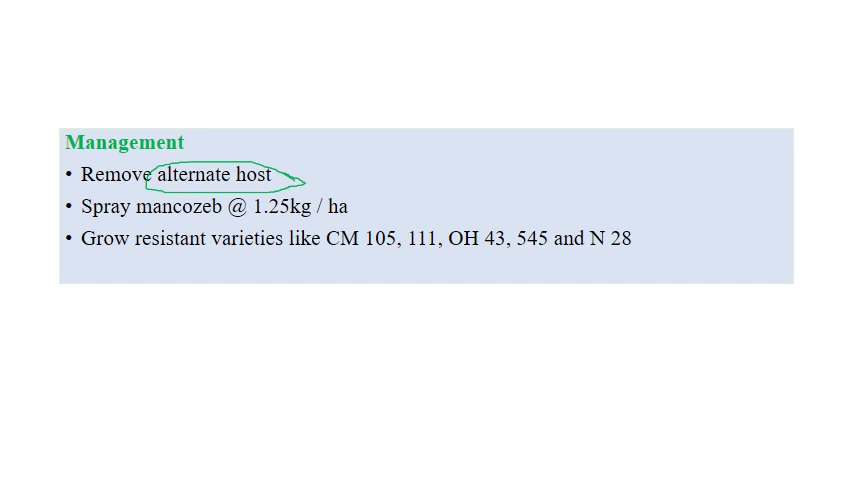 Management
• Remove alternate host
• Spray mancozeb @ 1.25kg / ha
• Grow resistant varieties like CM 105, 111, OH 43, 545 and N 28